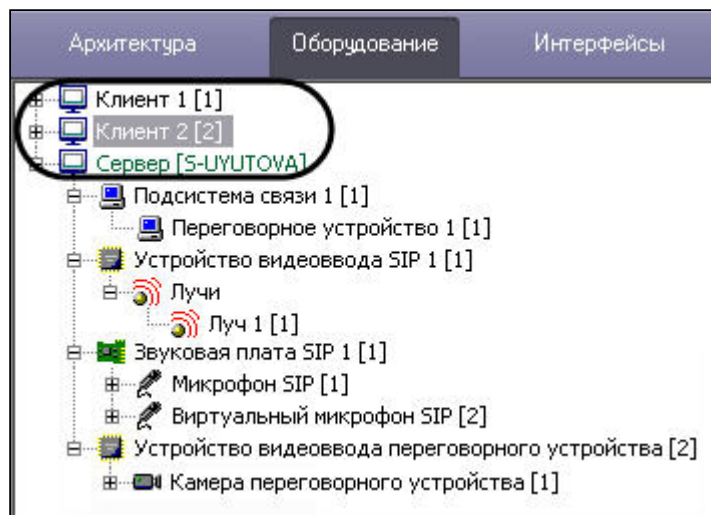 Архитектура Оборудование Интерфейсы
Клиент 1 [1]
Клиент 2 [2]
Сервер [S-UYUTOVA]
Подсистема связи 1 [1]
Переговорное устройство 1 [1]
Устройство видеоввода SIP 1 [1]
Лучи
Луч 1 [1]
Звуковая плата SIP 1 [1]
Микрофон SIP [1]
Виртуальный микрофон SIP [2]
Устройство видеоввода переговорного устройства [2]
Камера переговорного устройства [1]